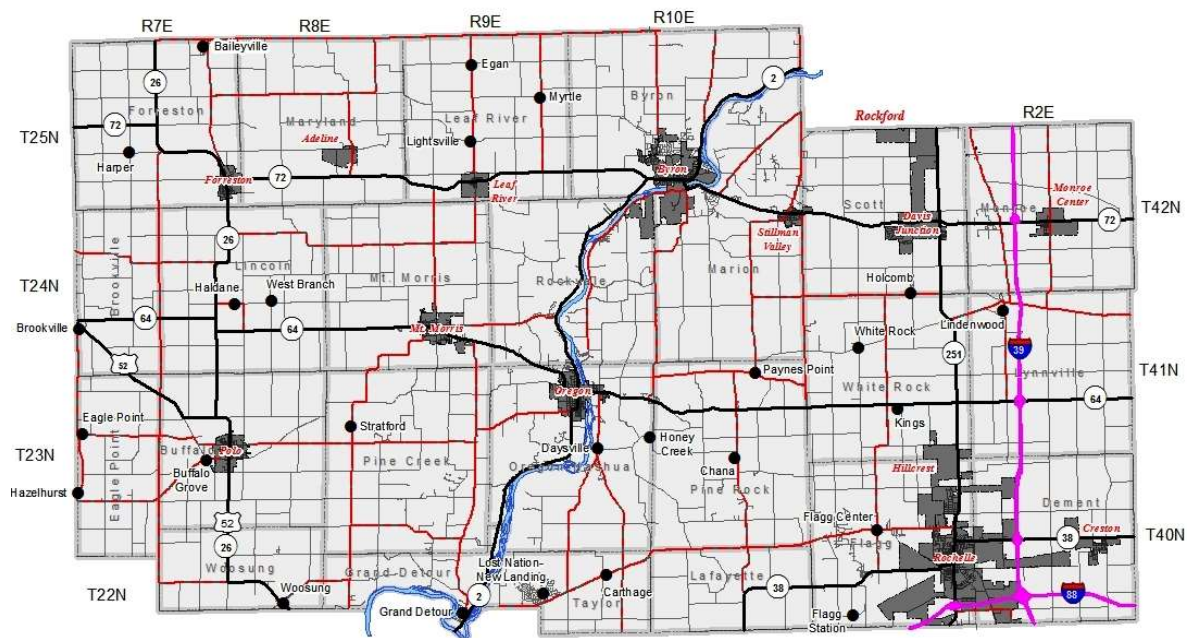 R7E
R8E
R9E
R10E
Baileyville
Egan
2
26
Myrtle
Byron
Forreston
Maryland
Leaf River
Rockford
R2E
T25N
72
Adeline
Lightsville
Harper
Byron
Forreston
72
Leaf
River
Monroe
Center
Scott
Monroe
T42N
Davis
Junction
72
Stillman
Valley
26
Brookville
Lincoln
Mt. Morris
Rockvale
Marion
T24N
Haldane
West Branch
Holcomb
Brookville
64
64
Mt. Morris
Lindenwood
White Rock
52
251
39
Lynnville
T41N
Paynes Point
White Rock
Oregon
64
Eagle Point
Stratford
Kings
Honey
Creek
Daysville
T23N
Buffalo
Polo
Pine Creek
Oregon-Nashua
Chana
Hillcrest
Buffalo
Grove
Hazelhurst
Eagle Point
Pine Rock
Dement
52
Flagg Center
Creston
26
Flagg
38
T40N
Woosung
Grand Detour
Lost Nation-
New Landing
Rochelle
Lafayette
T22N
Woosung
2
Carthage
38
88
Grand Detour
Taylor
Flagg
Station